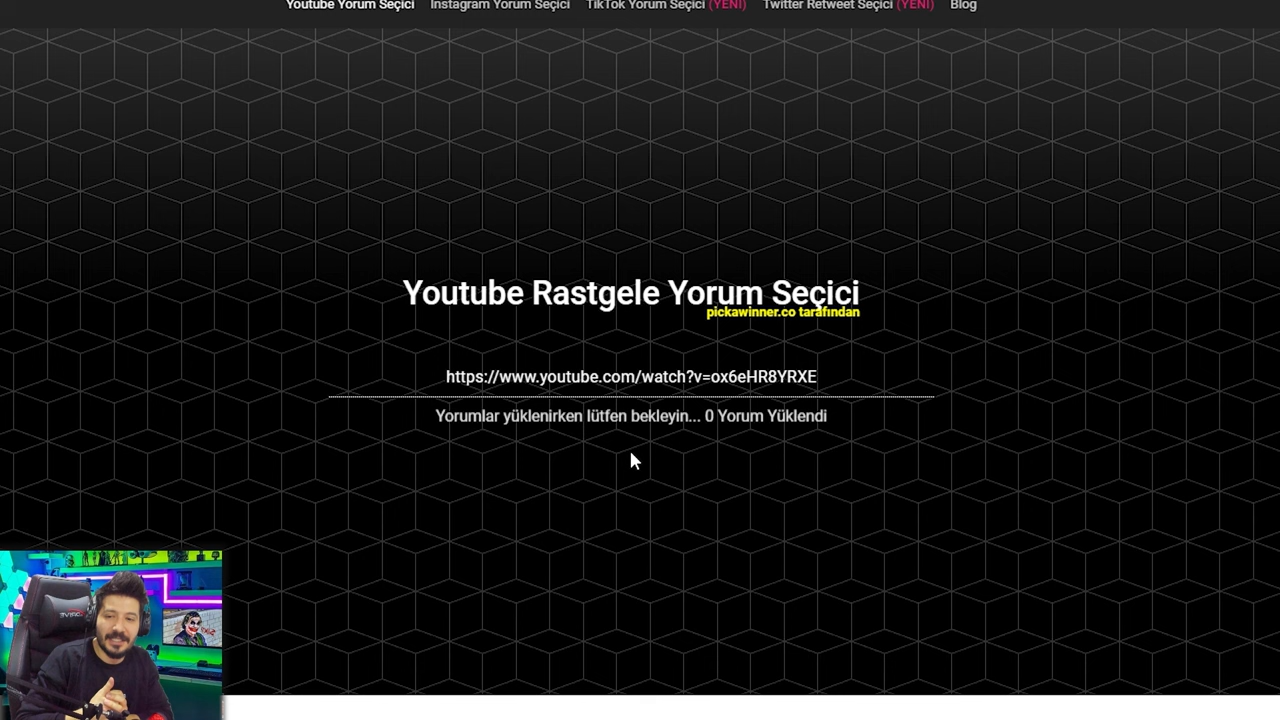 Youtube Yorum Seçici Instagram Yorum Seçici TikTok Yorum Seçici (YENİ) Twitter Retweet Seçici (YENİ) Blog
Youtube Rastgele Yorum Seçici
pickawinner.co tarafından
https://www.youtube.com/watch?v=ox6eHR8YRXE
Yorumlar yüklenirken lütfen bekleyin... 0 Yorum Yüklendi